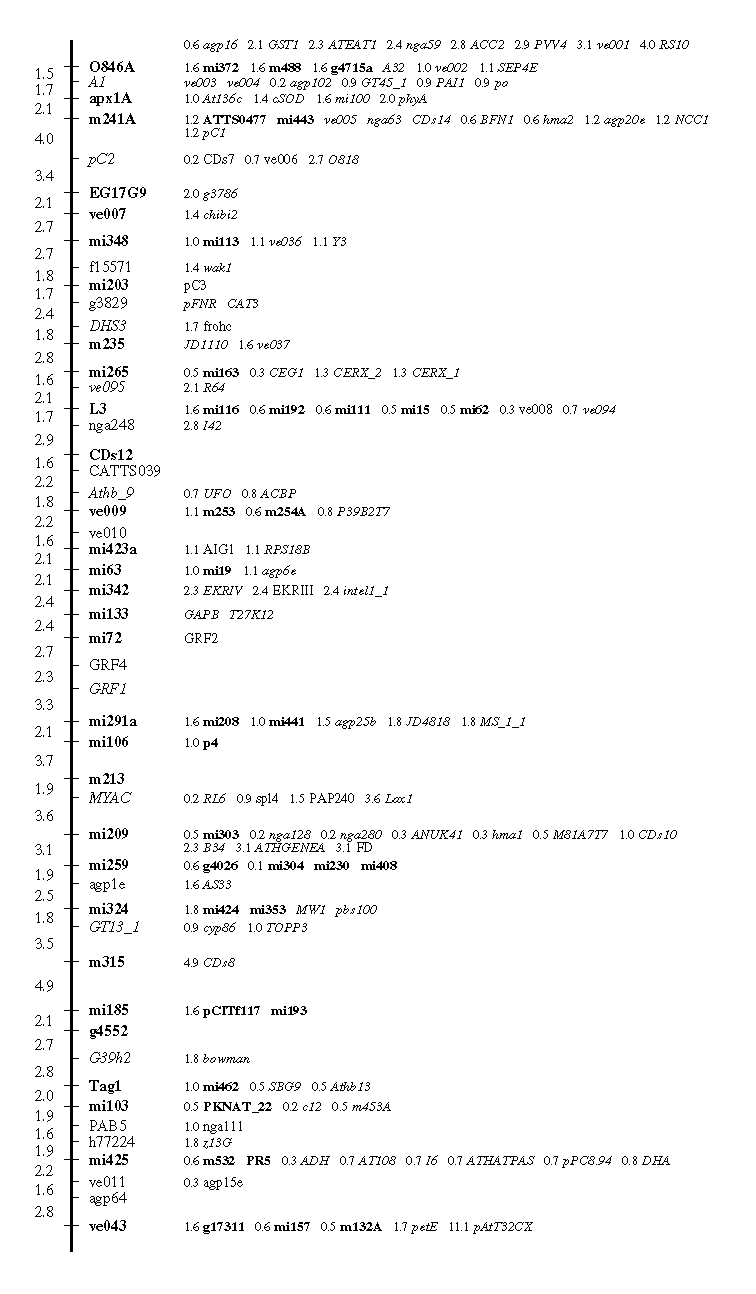 0.6 agp16 2.1 GST1 2.3 ATEAT1 2.4 nga59 2.8 ACC2 2.9 PVV4 3.1 ve001 4.0 RS10
O846A 1.6 mi372 1.6 m488 1.6 g4715a A32 1.0 ve002 1.1 SEP4E
1.5
A1 ve003 ve004 0.2 agp102 0.9 GT45_1 0.9 PAI1 0.9 po
1.7
apx1A 1.0 At136c 1.4 cSOD 1.6 mi100 2.0 phyA
2.1
m241A 1.2 ATTS0477 mi443 ve005 nga63 CDs14 0.6 BFN1 0.6 hma2 1.2 agp20e 1.2 NCC1
1.2 pC1
4.0
pC2 0.2 CDs7 0.7 ve006 2.7 O818
3.4
EG17G9 2.0 g3786
2.1
ve007 1.4 chibi2
2.7
mi348 1.0 mi113 1.1 ve036 1.1 Y3
2.7
f15571 1.4 wak1
1.8
mi203 pC3
1.7
g3829 pFNR CAT3
2.4
DHS3 1.7 frohc
1.8
m235 JD1110 1.6 ve037
2.8
mi265 0.5 mi163 0.3 CEG1 1.3 CERX_2 1.3 CERX_1
1.6
ve095 2.1 R64
2.1
L3 1.6 mi116 0.6 mi192 0.6 mi111 0.5 mi15 0.5 mi62 0.3 ve008 0.7 ve094
1.7
nga248 2.8 I42
2.9
CDs12
1.6
CATTS039
2.2
Athb_9 0.7 UFO 0.8 ACBP
1.8
ve009 1.1 m253 0.6 m254A 0.8 P39B2T7
2.2
ve010
1.6
mi423a 1.1 AIG1 1.1 RPS18B
2.1
mi63 1.0 mi19 1.1 agp6e
2.1
mi342 2.3 EKRIV 2.4 EKRIII 2.4 intel1_1
2.4
mi133 GAPB T27K12
2.4
mi72 GRF2
2.7
GRF4
2.3
GRF1
3.3
mi291a 1.6 mi208 1.0 mi441 1.5 agp25b 1.8 JD4818 1.8 MS_1_1
2.1
mi106 1.0 p4
3.7
m213
1.9
MYAC 0.2 RL6 0.9 spl4 1.5 PAP240 3.6 Lox1
3.6
mi209 0.5 mi303 0.2 nga128 0.2 nga280 0.3 ANUK41 0.3 hma1 0.5 M81A7T7 1.0 CDs10
2.3 B34 3.1 ATHGENEA 3.1 FD
3.1
mi259 0.6 g4026 0.1 mi304 mi230 mi408
1.9
agp1e 1.6 AS33
2.5
mi324 1.8 mi424 mi353 MW1 pbs100
1.8
GT13_1 0.9 cyp86 1.0 TOPP3
3.5
m315 4.9 CDs8
4.9
mi185 1.6 pCITf117 mi193
2.1
g4552
2.7
G39h2 1.8 bowman
2.8
Tag1 1.0 mi462 0.5 SBG9 0.5 Athb13
2.0
mi103 0.5 PKNAT_22 0.2 c12 0.5 m453A
1.9
PAB5 1.0 nga111
1.6
h77224 1.8 z13G
1.9
mi425 0.6 m532 PR5 0.3 ADH 0.7 AT108 0.7 I6 0.7 ATHATPAS 0.7 pPC8.94 0.8 DHA
2.2
ve011 0.3 agp15e
1.6
agp64
2.8
ve043 1.6 g17311 0.6 mi157 0.5 m132A 1.7 petE 11.1 pAtT32CX